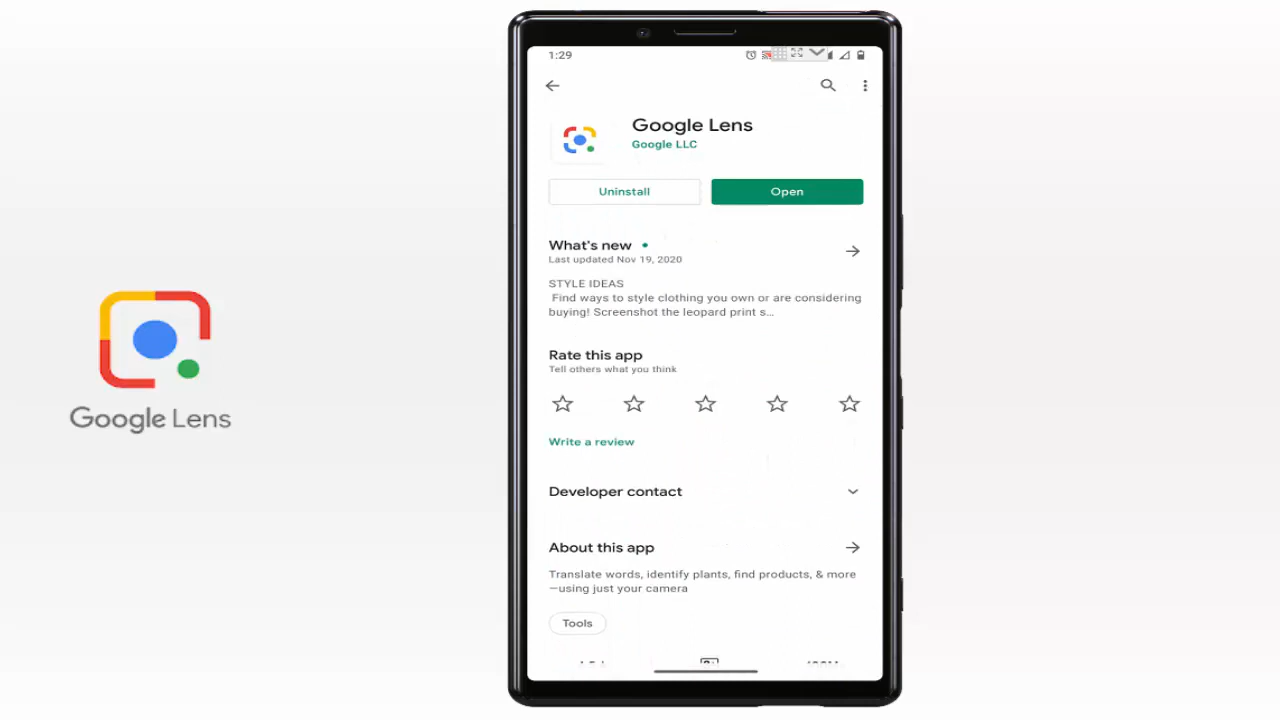 1:29
Google Lens
Google LLC
Uninstall
Open
What's new
Last updated Nov 19, 2020
STYLE IDEAS
Find ways to style clothing you own or are considering
buying! Screenshot the leopard print s...
Rate this app
Tell others what you think
Write a review
Developer contact
About this app
Translate words, identify plants, find products, & more
—using just your camera
Tools
Google Lens